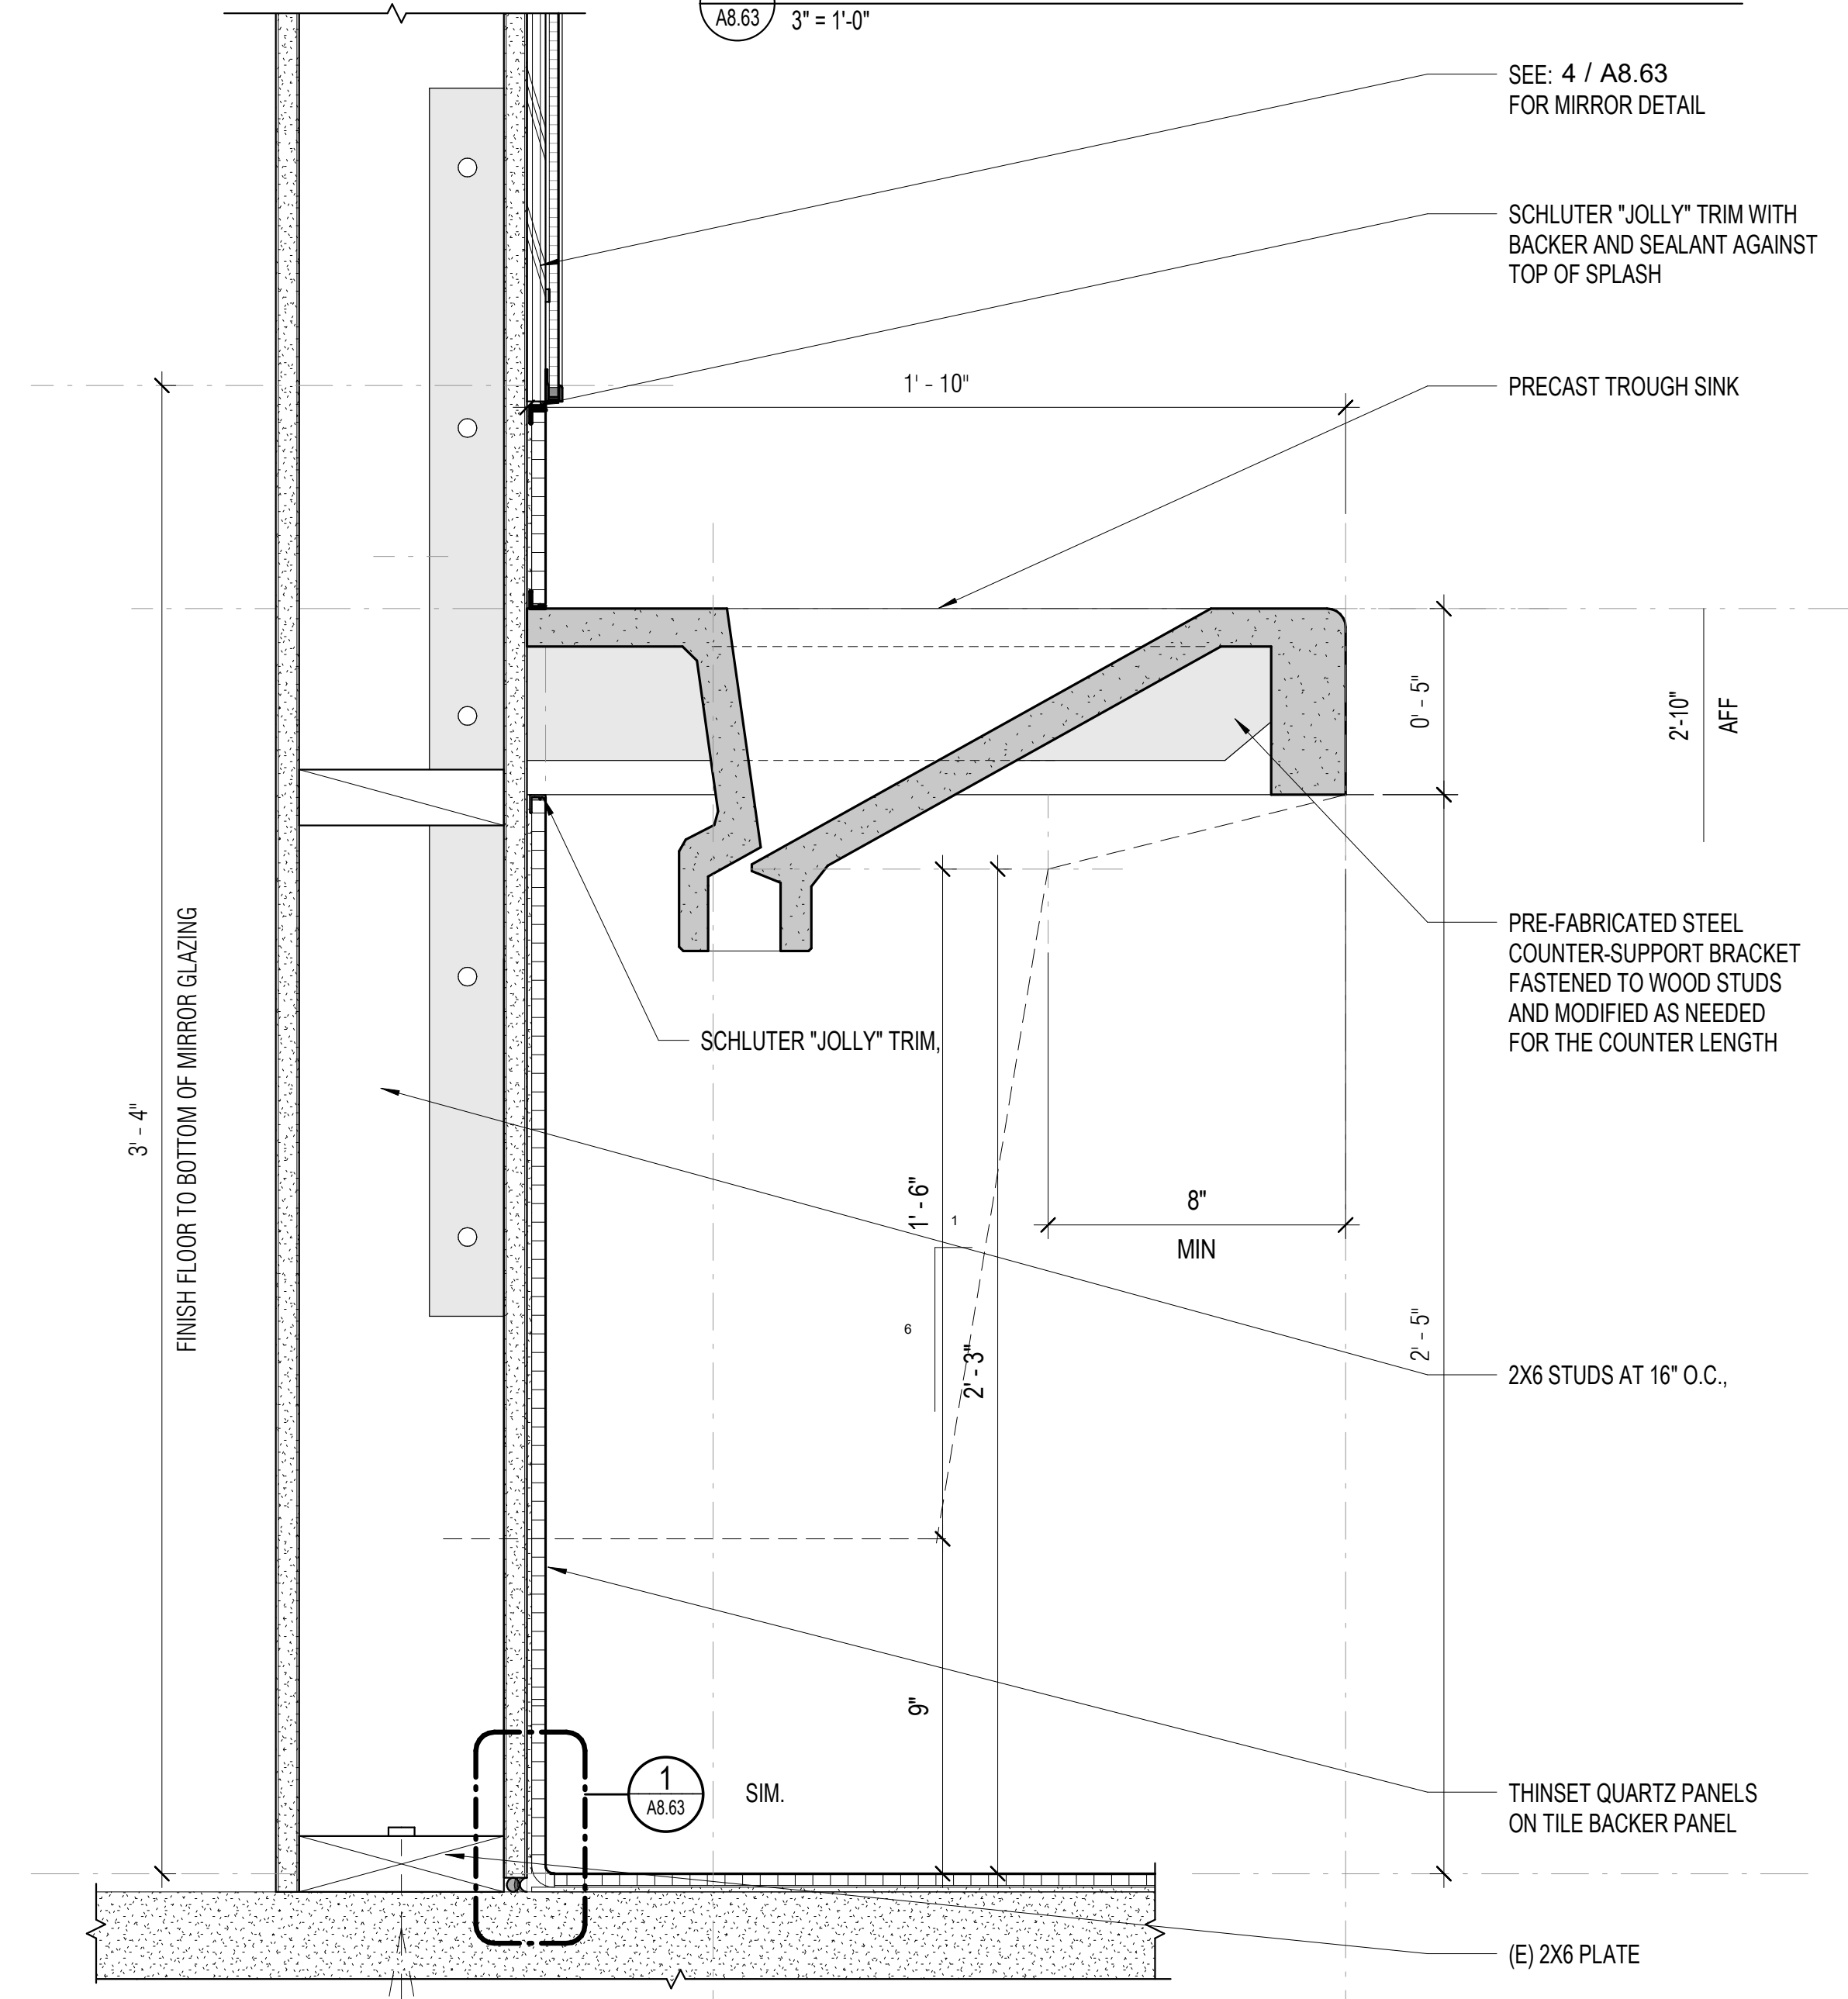 A8.63
3" = 1'-0"
SEE: 4 / A8.63
FOR MIRROR DETAIL
SCHLUTER "JOLLY" TRIM WITH
BACKER AND SEALANT AGAINST
TOP OF SPLASH
1' - 10"
PRECAST TROUGH SINK
0' - 5"
2'-10"
AFF
PRE-FABRICATED STEEL
COUNTER-SUPPORT BRACKET
FASTENED TO WOOD STUDS
AND MODIFIED AS NEEDED
FOR THE COUNTER LENGTH
SCHLUTER "JOLLY" TRIM,
3' - 4"
FINISH FLOOR TO BOTTOM OF MIRROR GLAZING
1' - 6"
1
6
2' - 3"
8"
MIN
2' - 5"
2X6 STUDS AT 16" O.C.,
9"
1
A8.63
SIM.
THINSET QUARTZ PANELS
ON TILE BACKER PANEL
(E) 2X6 PLATE